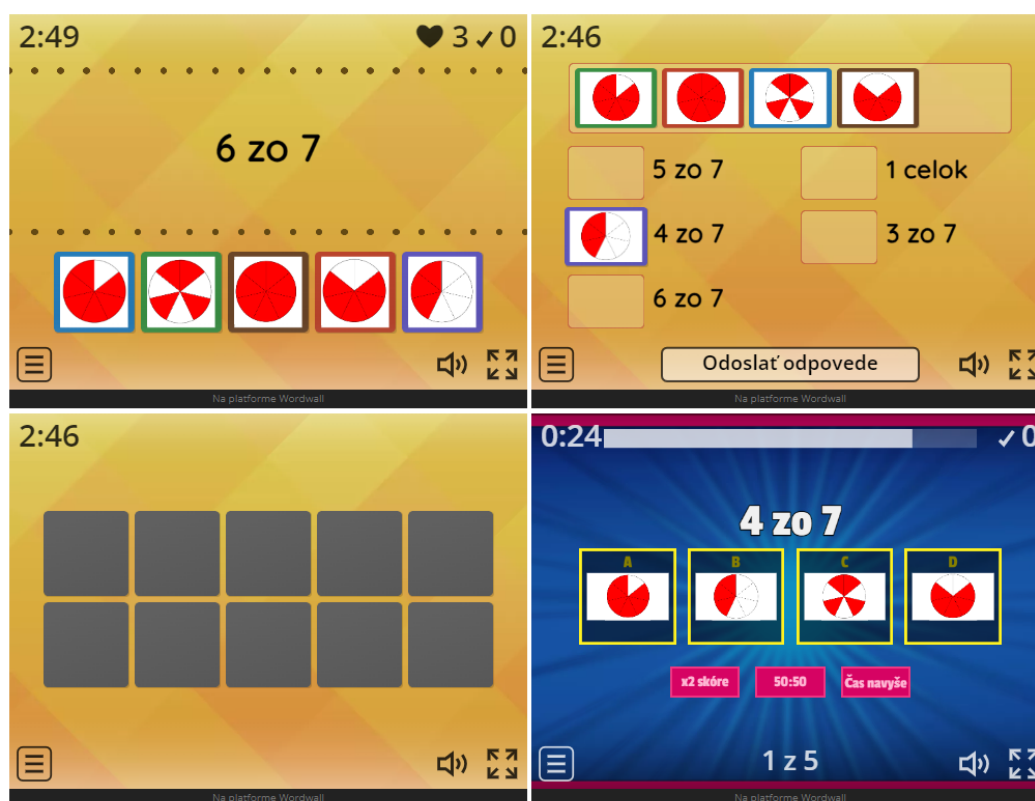 2:49
3 ✓ 0
6 zo 7
Na platforme Wordwall
2:46
5 zo 7
1 celok
4 zo 7
3 zo 7
6 zo 7
Odoslať odpovede
Na platforme Wordwall
2:46
Na platforme Wordwall
0:24
✓ 0
4 zo 7
A
B
C
D
x2 skóre
50:50
Čas navyše
1 z 5
Na platforme Wordwall